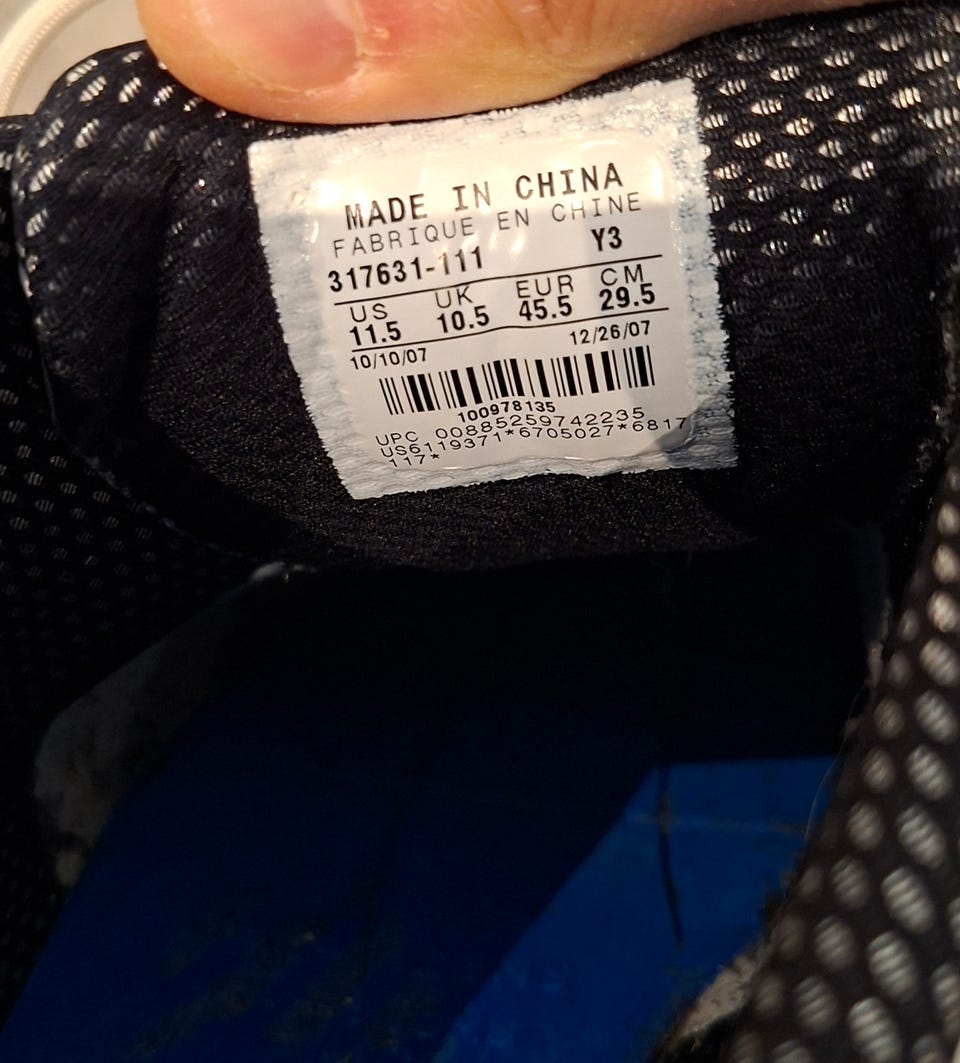 MADE IN CHINA
FABRIQUE EN CHINE
317631-111 Y3
US UK EUR CM
11.5 10.5 45.5 29.5
10/10/07 12/26/07
100978135
UPC 00885259742235
US6119371*6705027*6817
117*